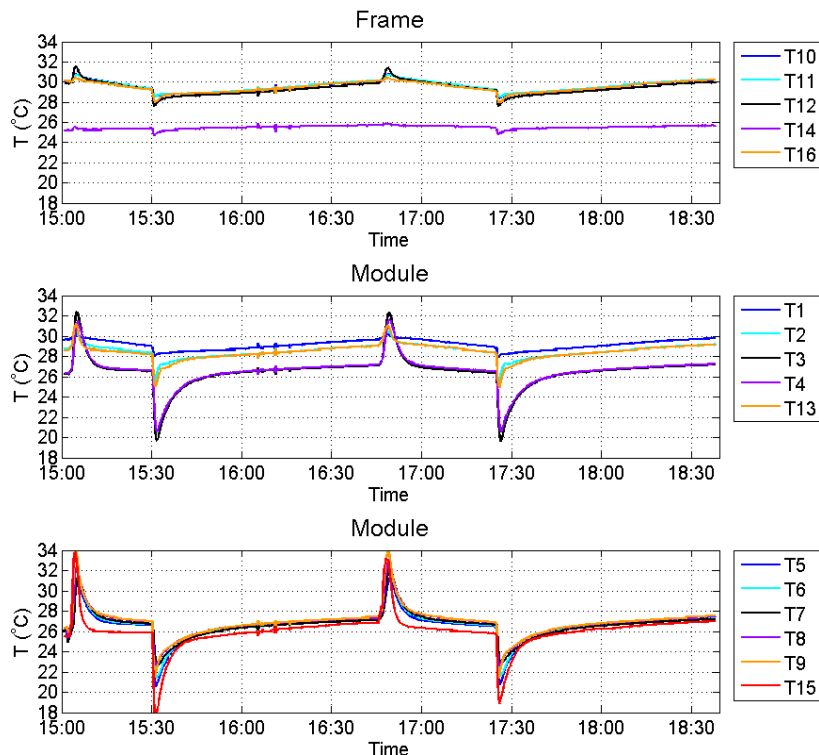 Frame
34
32
30
28
26
24
22
20
18
T (°C)
15:00 15:30 16:00 16:30 17:00 17:30 18:00 18:30
Time
T10
T11
T12
T14
T16
Module
34
32
30
28
26
24
22
20
18
T (°C)
15:00 15:30 16:00 16:30 17:00 17:30 18:00 18:30
Time
T1
T2
T3
T4
T13
Module
34
32
30
28
26
24
22
20
18
T (°C)
15:00 15:30 16:00 16:30 17:00 17:30 18:00 18:30
Time
T5
T6
T7
T8
T9
T15